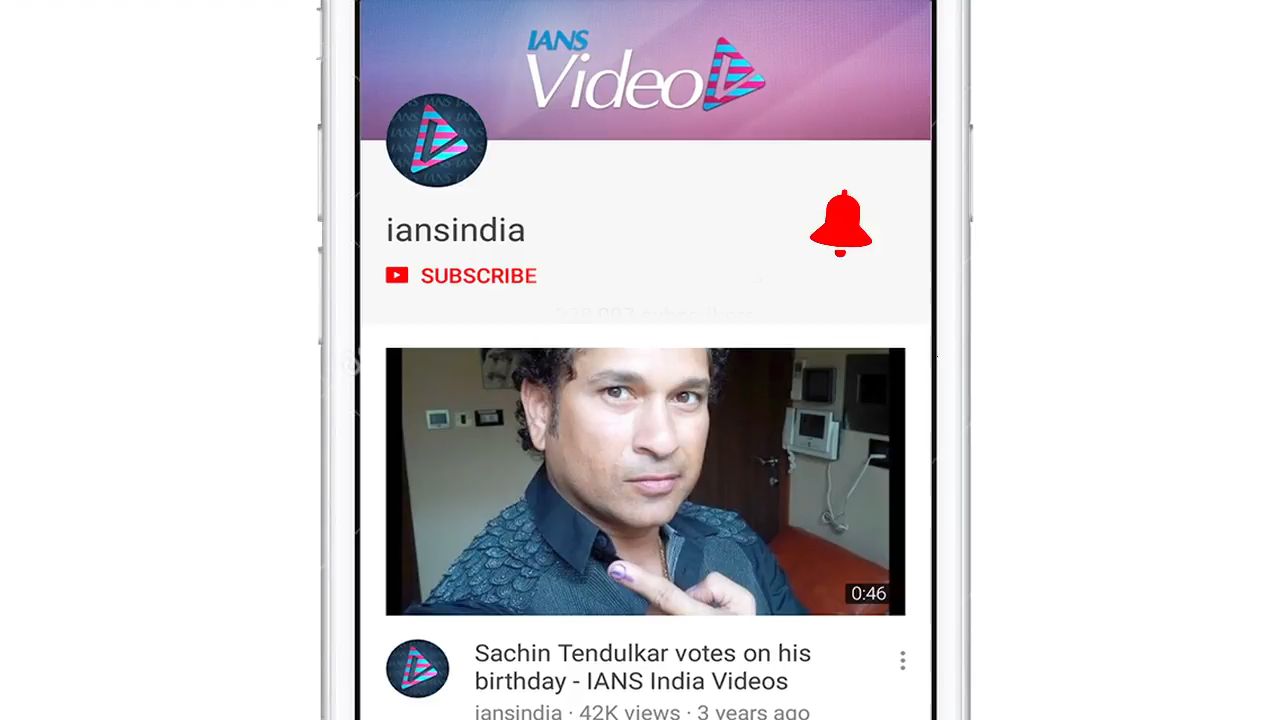 IANS
Video
iansindia
SUBSCRIBE
0:46
Sachin Tendulkar votes on his
birthday - IANS India Videos
iansindia · 42K views · 3 years ago